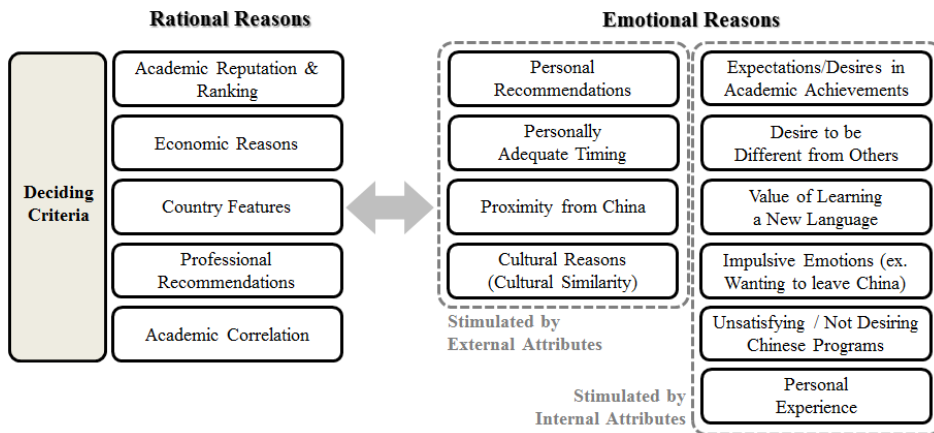 Rational Reasons
Emotional Reasons
Deciding
Criteria
Academic Reputation &
Ranking
Economic Reasons
Country Features
Professional
Recommendations
Academic Correlation
Personal
Recommendations
Personally
Adequate Timing
Proximity from China
Cultural Reasons
(Cultural Similarity)
Stimulated by
External Attributes
Expectations/Desires in
Academic Achievements
Desire to be
Different from Others
Value of Learning
a New Language
Impulsive Emotions (ex.
Wanting to leave China)
Unsatisfying / Not Desiring
Chinese Programs
Personal
Experience
Stimulated by
Internal Attributes